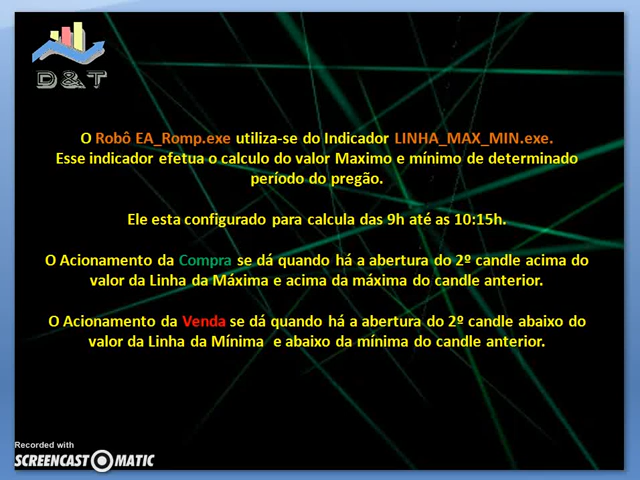 D&T
O Robô EA_Romp.exe utiliza-se do Indicador LINHA_MAX_MIN.exe.
Esse indicador efetua o calculo do valor Maximo e mínimo de determinado
período do pregão.
Ele esta configurado para calcula das 9h até as 10:15h.
O Acionamento da Compra se dá quando há a abertura do 2º candle acima do
valor da Linha da Máxima e acima da máxima do candle anterior.
O Acionamento da Venda se dá quando há a abertura do 2º candle abaixo do
valor da Linha da Mínima e abaixo da mínima do candle anterior.
Recorded with
SCREENCAST-O-MATIC